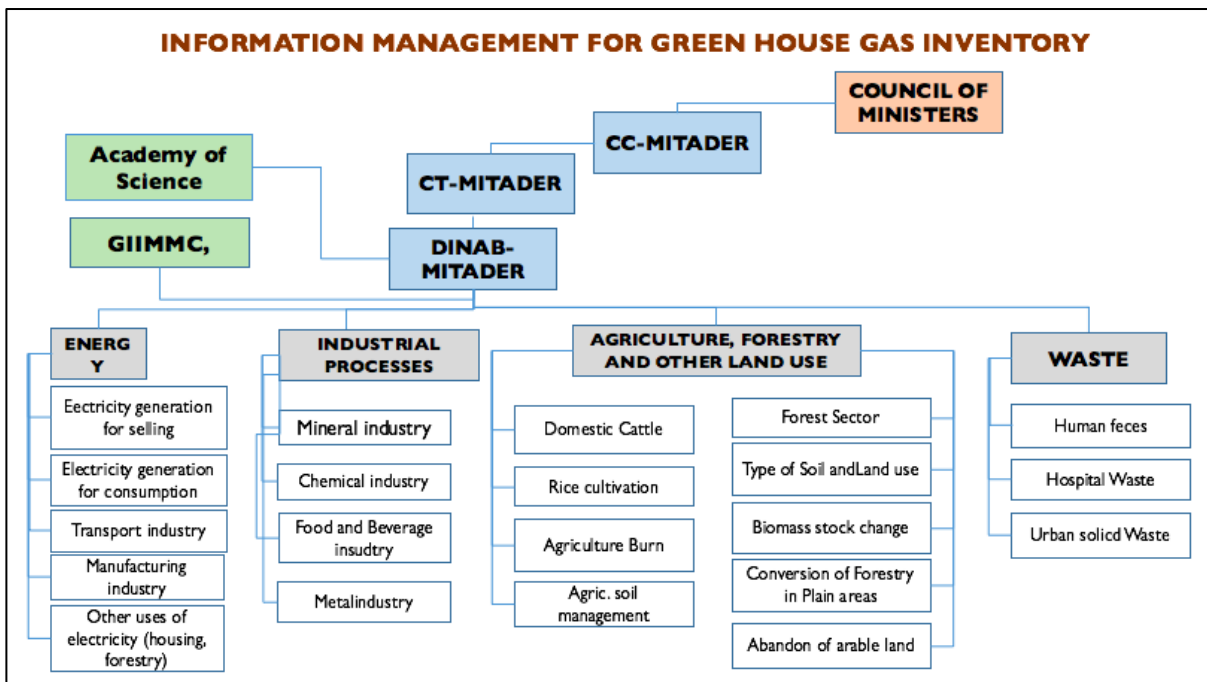 INFORMATION MANAGEMENT FOR GREEN HOUSE GAS INVENTORY
COUNCIL OF
MINISTERS
CC-MITADER
Academy of
Science
CT-MITADER
GIIMMC,
DINAB-
MITADER
ENERG
Y
INDUSTRIAL
PROCESSES
AGRICULTURE, FORESTRY
AND OTHER LAND USE
WASTE
Eectricity generation
for selling
Electricity generation
for consumption
Transport industry
Manufacturing
industry
Other uses of
electricity (housing,
forestry)
Mineral industry
Chemical industry
Food and Beverage
insudtry
Metalindustry
Domestic Cattle
Rice cultivation
Agriculture Burn
Agric. soil
management
Forest Sector
Type of Soil andLand use
Biomass stock change
Conversion of Forestry
in Plain areas
Abandon of arable land
Human feces
Hospital Waste
Urban solicd Waste